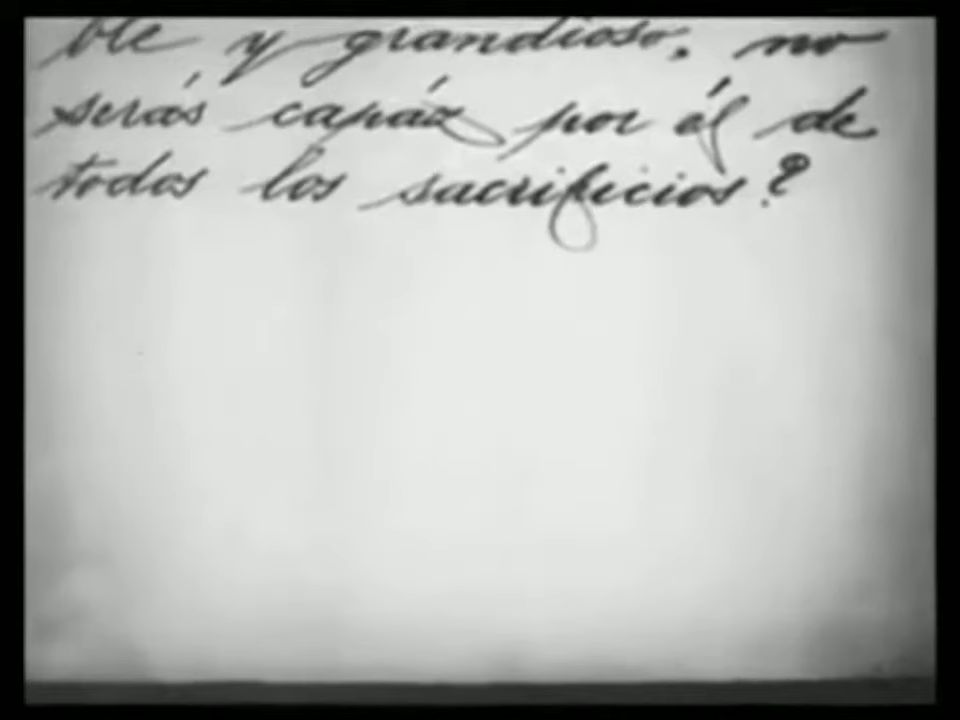 ble y grandioso, no
serás capáz por él de
todos los sacrificios?